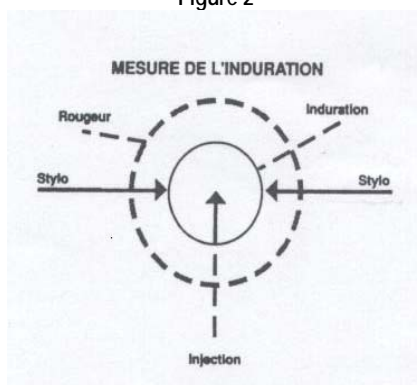 Figure 2
MESURE DE L'INDURATION
Rougeur
Induration
Stylo
Stylo
Injection